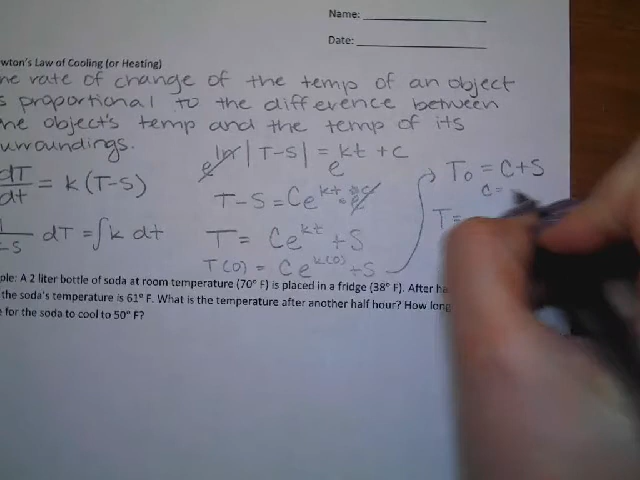 Name:
Date:
wton's Law of Cooling (or Heating)
he rate of change of the temp of an object
s proportional to the difference between
he object's temp and the temp of its
urroundings.
dT/dt = k(T-S)
-S dT = ∫k dt
e^ln|T-S| = e^kt+c
T-S = Ce^kt
T = Ce^kt + S
T(0) = Ce^k(0) + S
T₀ = C+S
C =
T =
ple: A 2 liter bottle of soda at room temperature (70° F) is placed in a fridge (38° F). After ha
the soda's temperature is 61° F. What is the temperature after another half hour? How long
for the soda to cool to 50° F?